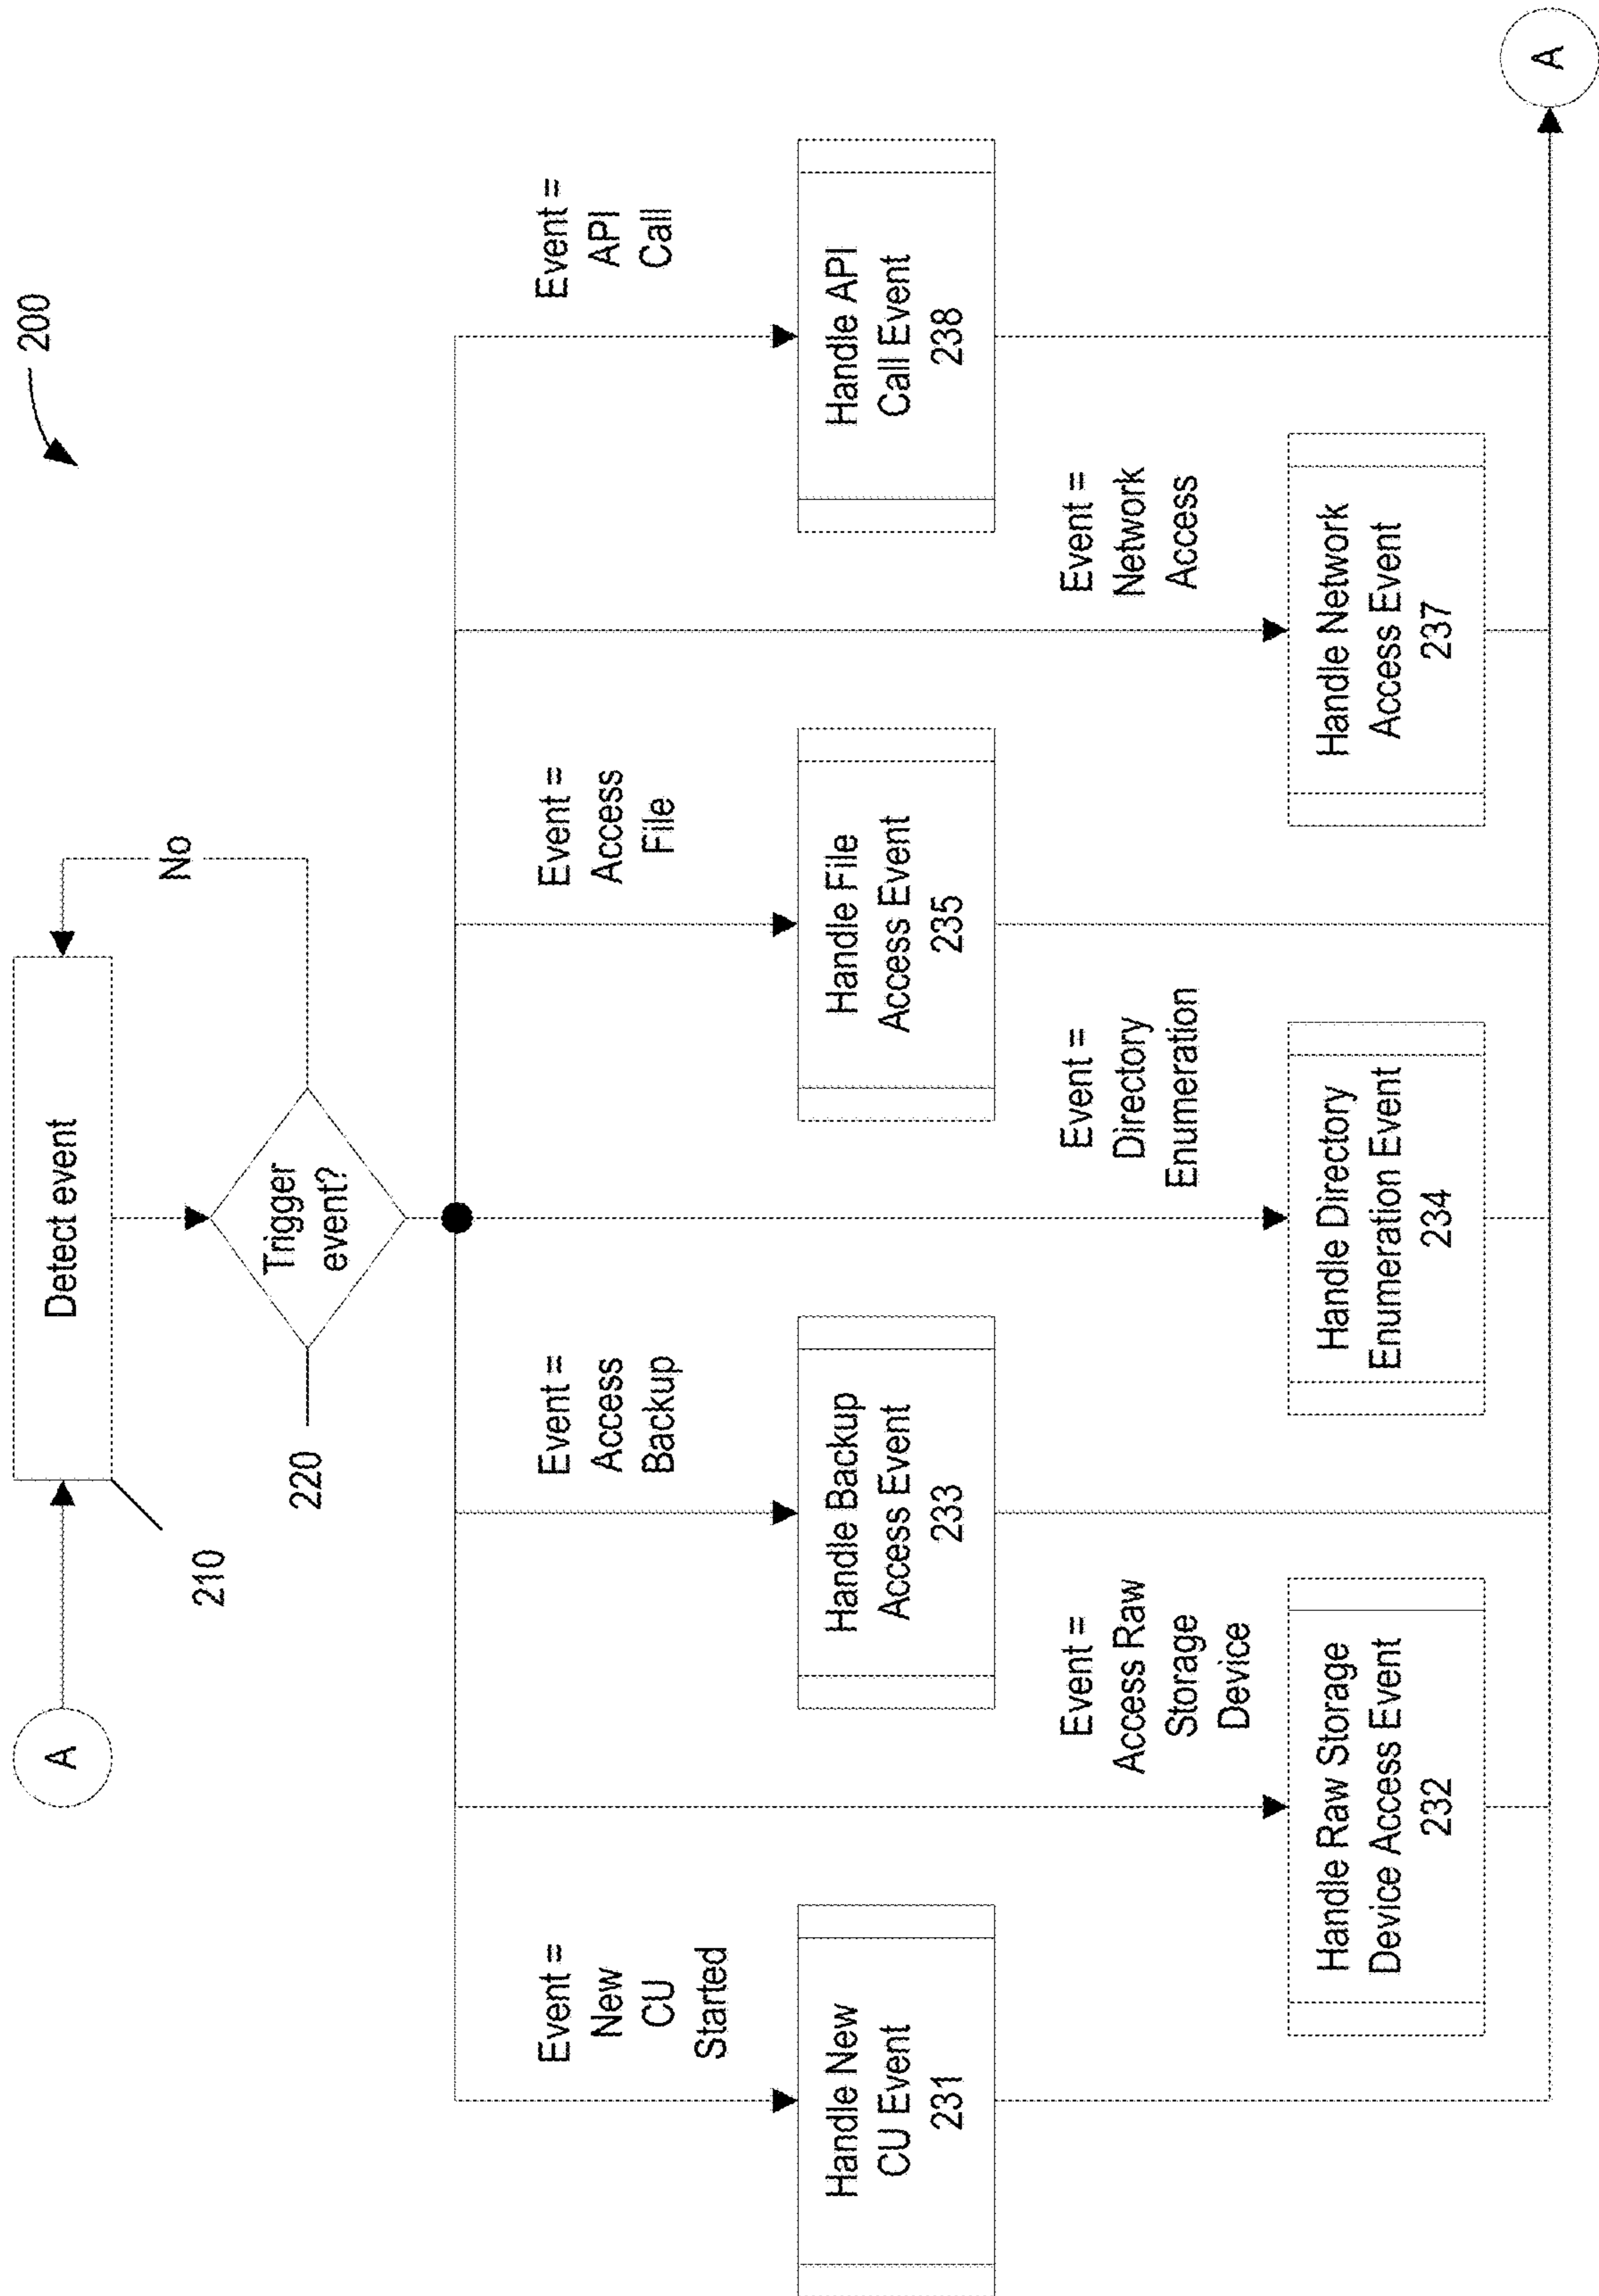 200
A
Detect event
210
Trigger
event?
220
No
Event =
New
CU
Started
Event =
Access
Backup
Event =
Access
File
Event =
API
Call
Handle New
CU Event
231
Handle Backup
Access Event
233
Handle File
Access Event
235
Handle API
Call Event
238
Event =
Access Raw
Storage
Device
Event =
Directory
Enumeration
Event =
Network
Access
Handle Raw Storage
Device Access Event
232
Handle Directory
Enumeration Event
234
Handle Network
Access Event
237
A